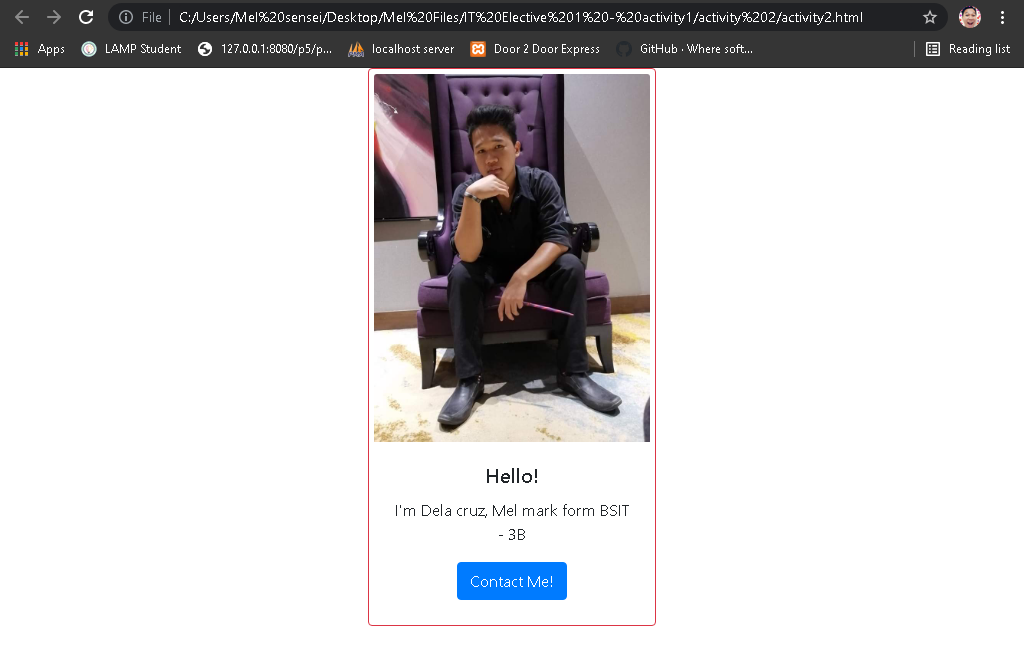 File C:/Users/Mel%20sensei/Desktop/Mel%20Files/IT%20Elective%201%20-%20activity1/activity%202/activity2.html
Apps LAMP Student 127.0.0.1:8080/p5/p... localhost server Door 2 Door Express GitHub · Where soft... Reading list
Hello!
I'm Dela cruz, Mel mark form BSIT
- 3B
Contact Me!